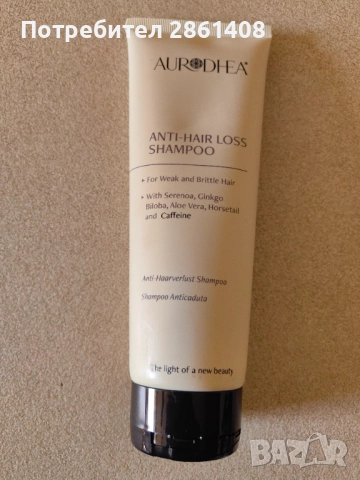 Потребител 2861408
AURODHEA
ANTI-HAIR LOSS
SHAMPOO
• For Weak and Brittle Hair
• With Serenoa, Ginkgo
Biloba, Aloe Vera, Horsetail
and Caffeine
Anti-Haarverlust Shampoo
Shampoo Anticaduta
The light of a new beauty
BAZAR